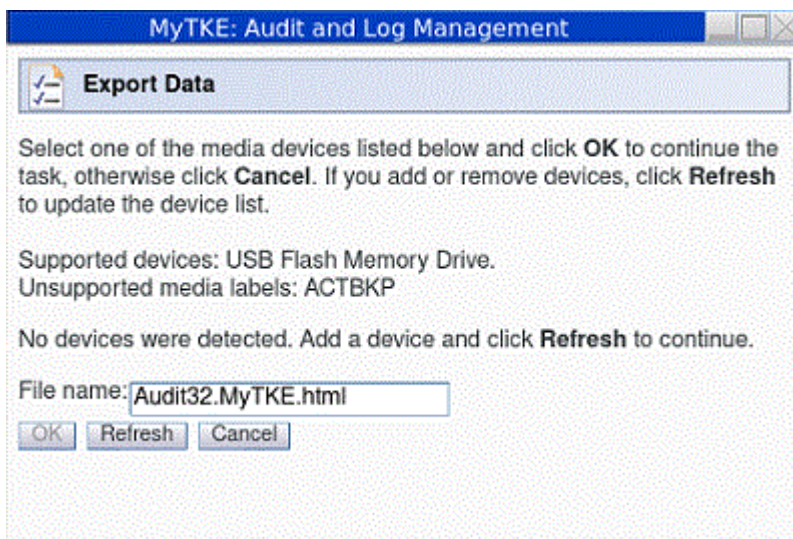 MyTKE: Audit and Log Management
Export Data
Select one of the media devices listed below and click OK to continue the
task, otherwise click Cancel. If you add or remove devices, click Refresh
to update the device list.
Supported devices: USB Flash Memory Drive.
Unsupported media labels: ACTBKP
No devices were detected. Add a device and click Refresh to continue.
File name: Audit32.MyTKE.html
OK Refresh Cancel